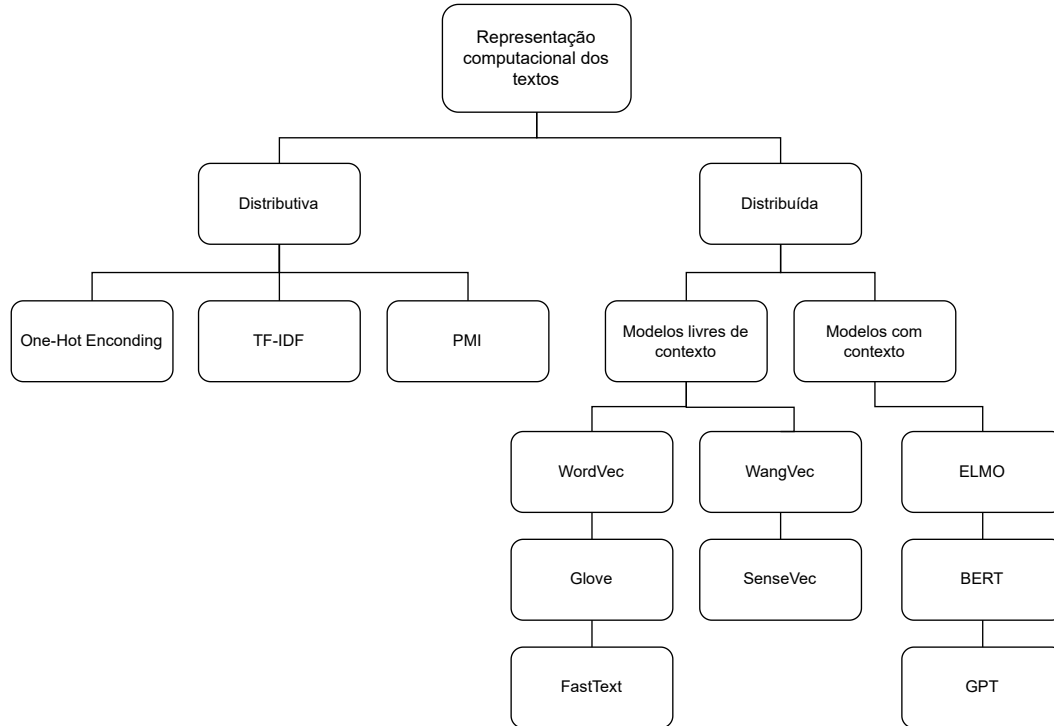 Representação
computacional dos
textos
Distributiva
Distribuída
One-Hot Enconding
TF-IDF
PMI
Modelos livres de
contexto
Modelos com
contexto
WordVec
WangVec
ELMO
Glove
SenseVec
BERT
FastText
GPT